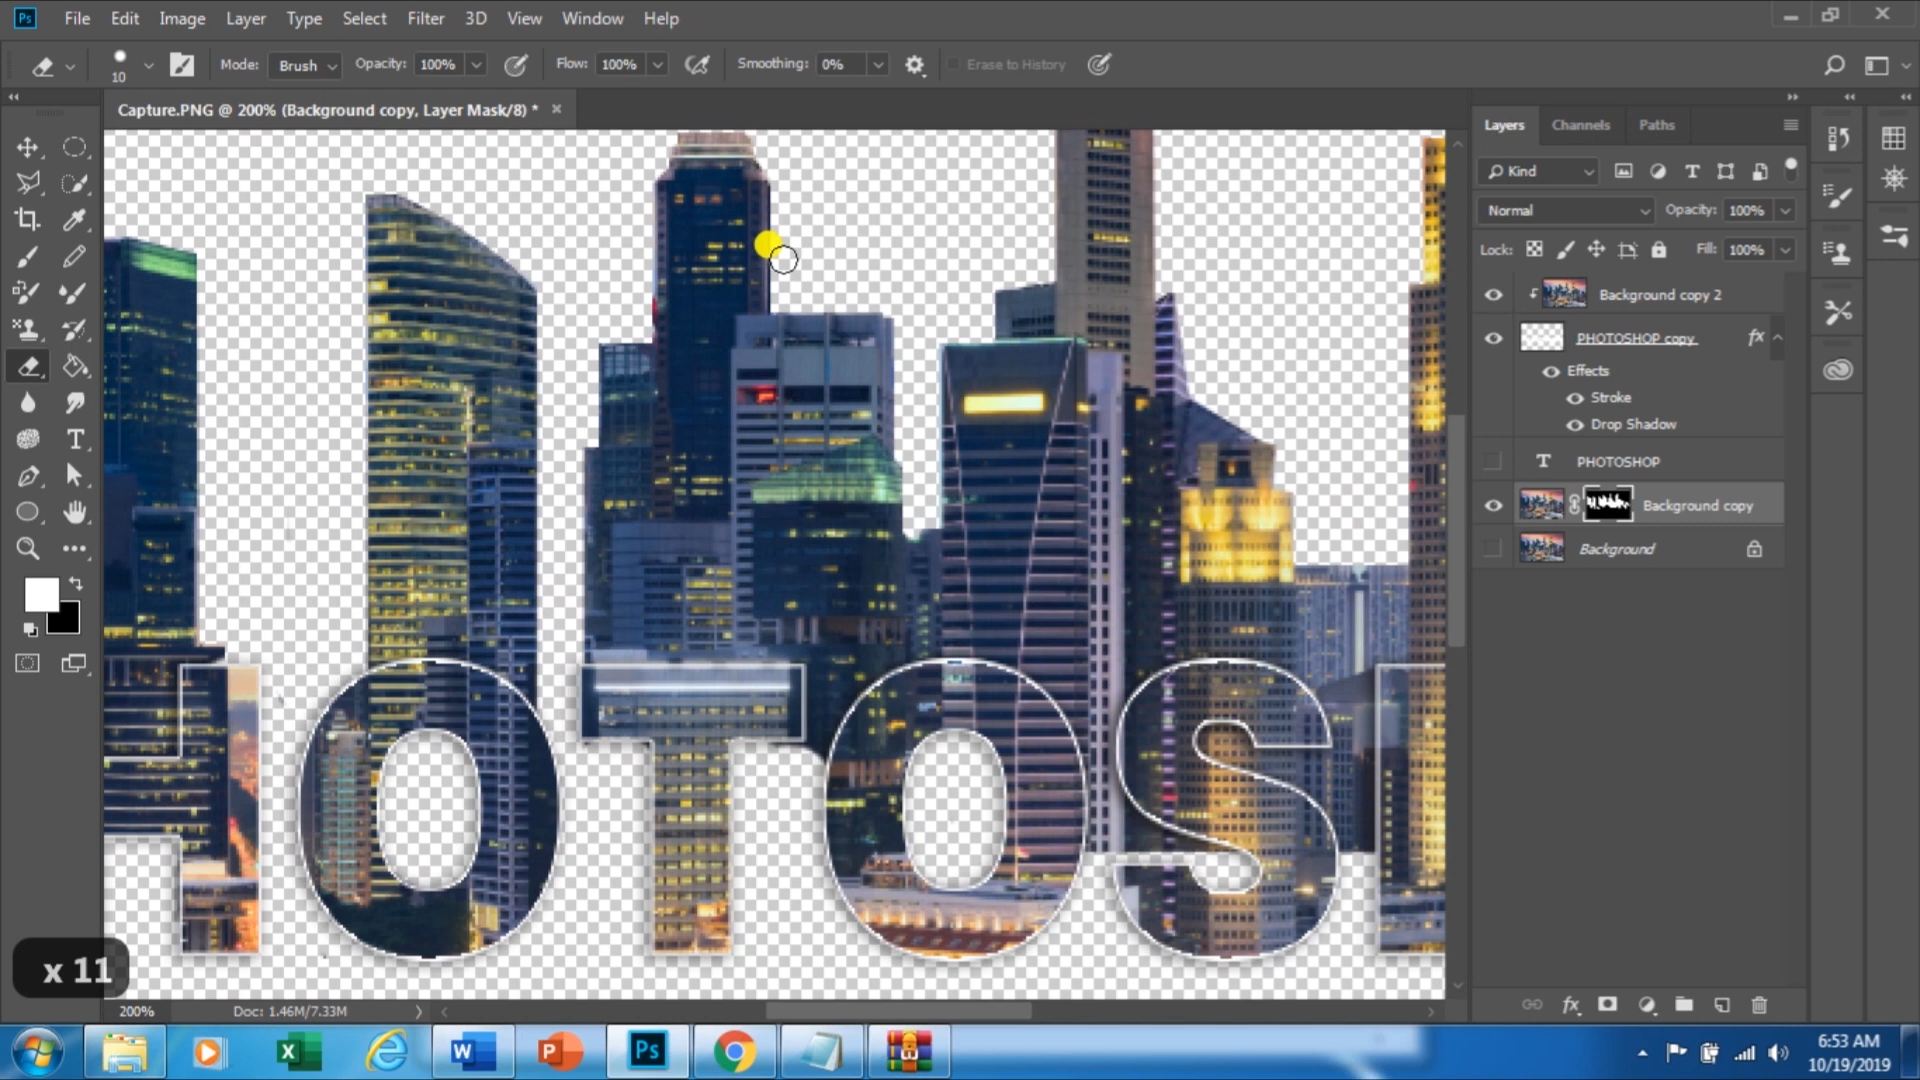 Ps File Edit Image Layer Type Select Filter 3D View Window Help
10 Mode: Brush Opacity: 100% Flow: 100% Smoothing: 0% Erase to History
Capture.PNG @ 200% (Background copy, Layer Mask/8) * ×
Layers Channels Paths
Kind
Normal Opacity: 100%
Lock: Fill: 100%
Background copy 2
PHOTOSHOP copy fx
Effects
Stroke
Drop Shadow
T PHOTOSHOP
Background copy
Background
OTOS
x 11
200% Doc: 1.46M/7.33M
fx
W P Ps
X
6:53 AM
10/19/2019